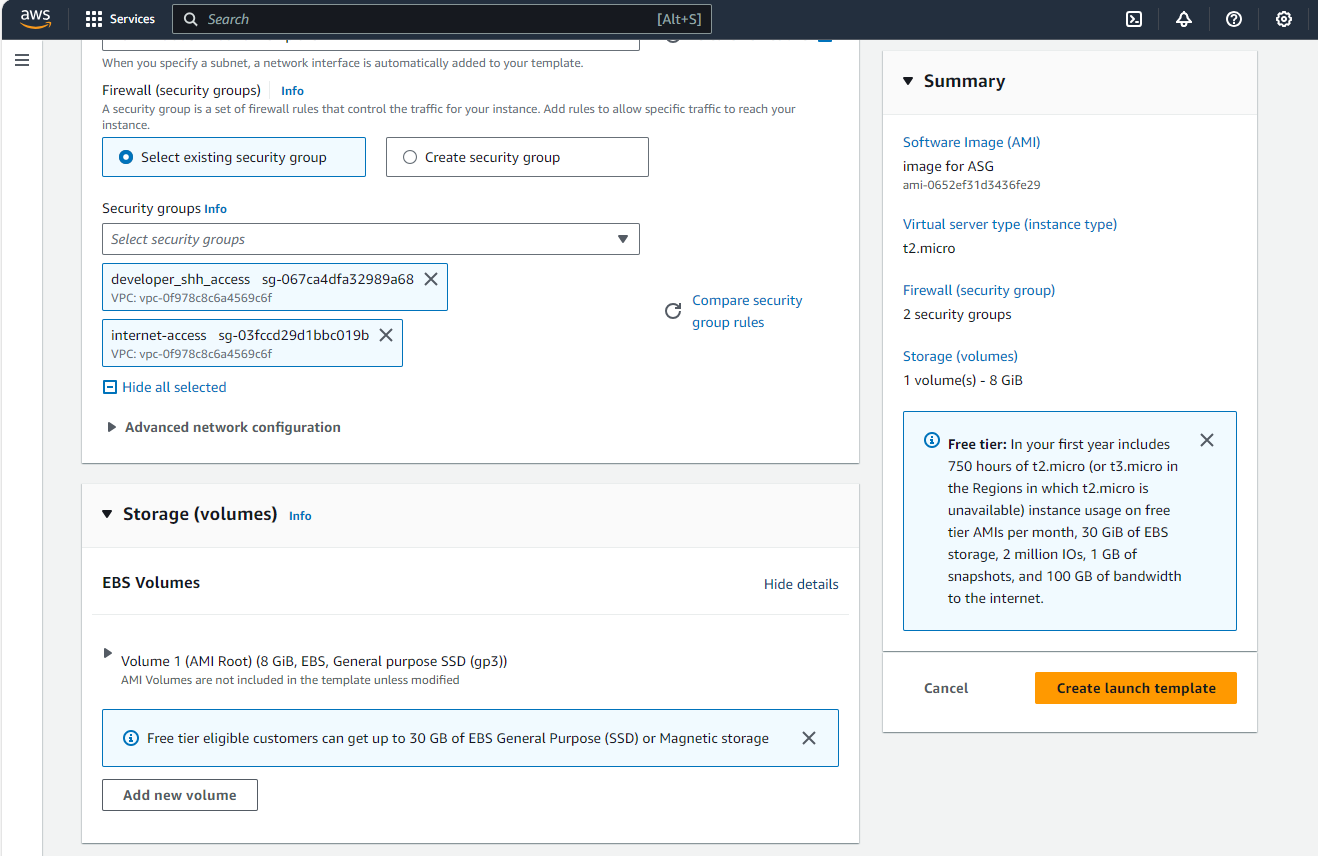 aws
Services
Search
[Alt+S]
When you specify a subnet, a network interface is automatically added to your template.
Firewall (security groups) Info
A security group is a set of firewall rules that control the traffic for your instance. Add rules to allow specific traffic to reach your
instance.
Select existing security group
Create security group
Security groups Info
Select security groups
developer_shh_access sg-067ca4dfa32989a68
VPC: vpc-0f978c8c6a4569c6f
internet-access sg-03fccd29d1bbc019b
VPC: vpc-0f978c8c6a4569c6f
Compare security
group rules
Hide all selected
Advanced network configuration
Storage (volumes) Info
EBS Volumes
Hide details
Volume 1 (AMI Root) (8 GiB, EBS, General purpose SSD (gp3))
AMI Volumes are not included in the template unless modified
Free tier eligible customers can get up to 30 GB of EBS General Purpose (SSD) or Magnetic storage
Add new volume
Summary
Software Image (AMI)
image for ASG
ami-0652ef31d3436fe29
Virtual server type (instance type)
t2.micro
Firewall (security group)
2 security groups
Storage (volumes)
1 volume(s) - 8 GiB
Free tier: In your first year includes
750 hours of t2.micro (or t3.micro in
the Regions in which t2.micro is
unavailable) instance usage on free
tier AMIs per month, 30 GiB of EBS
storage, 2 million IOs, 1 GB of
snapshots, and 100 GB of bandwidth
to the internet.
Cancel
Create launch template